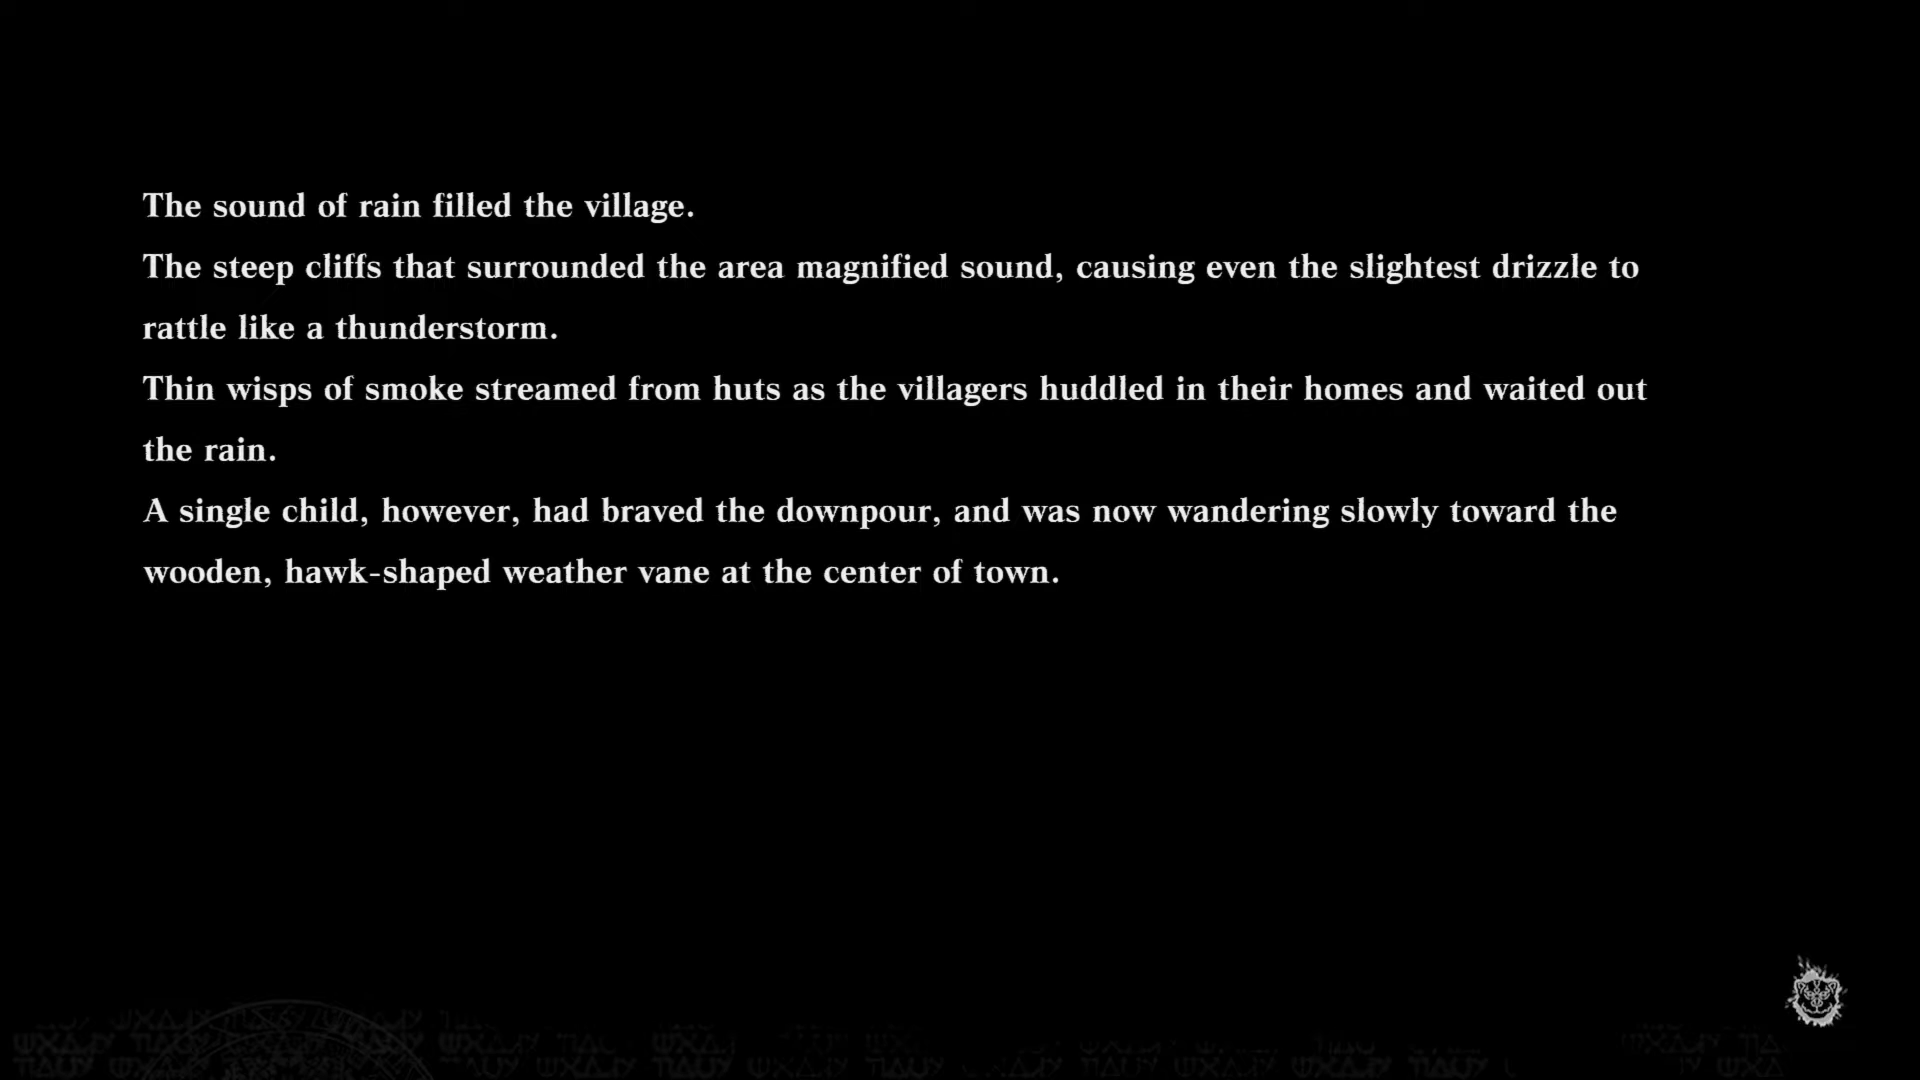 The sound of rain filled the village.
The steep cliffs that surrounded the area magnified sound, causing even the slightest drizzle to
rattle like a thunderstorm.
Thin wisps of smoke streamed from huts as the villagers huddled in their homes and waited out
the rain.
A single child, however, had braved the downpour, and was now wandering slowly toward the
wooden, hawk-shaped weather vane at the center of town.